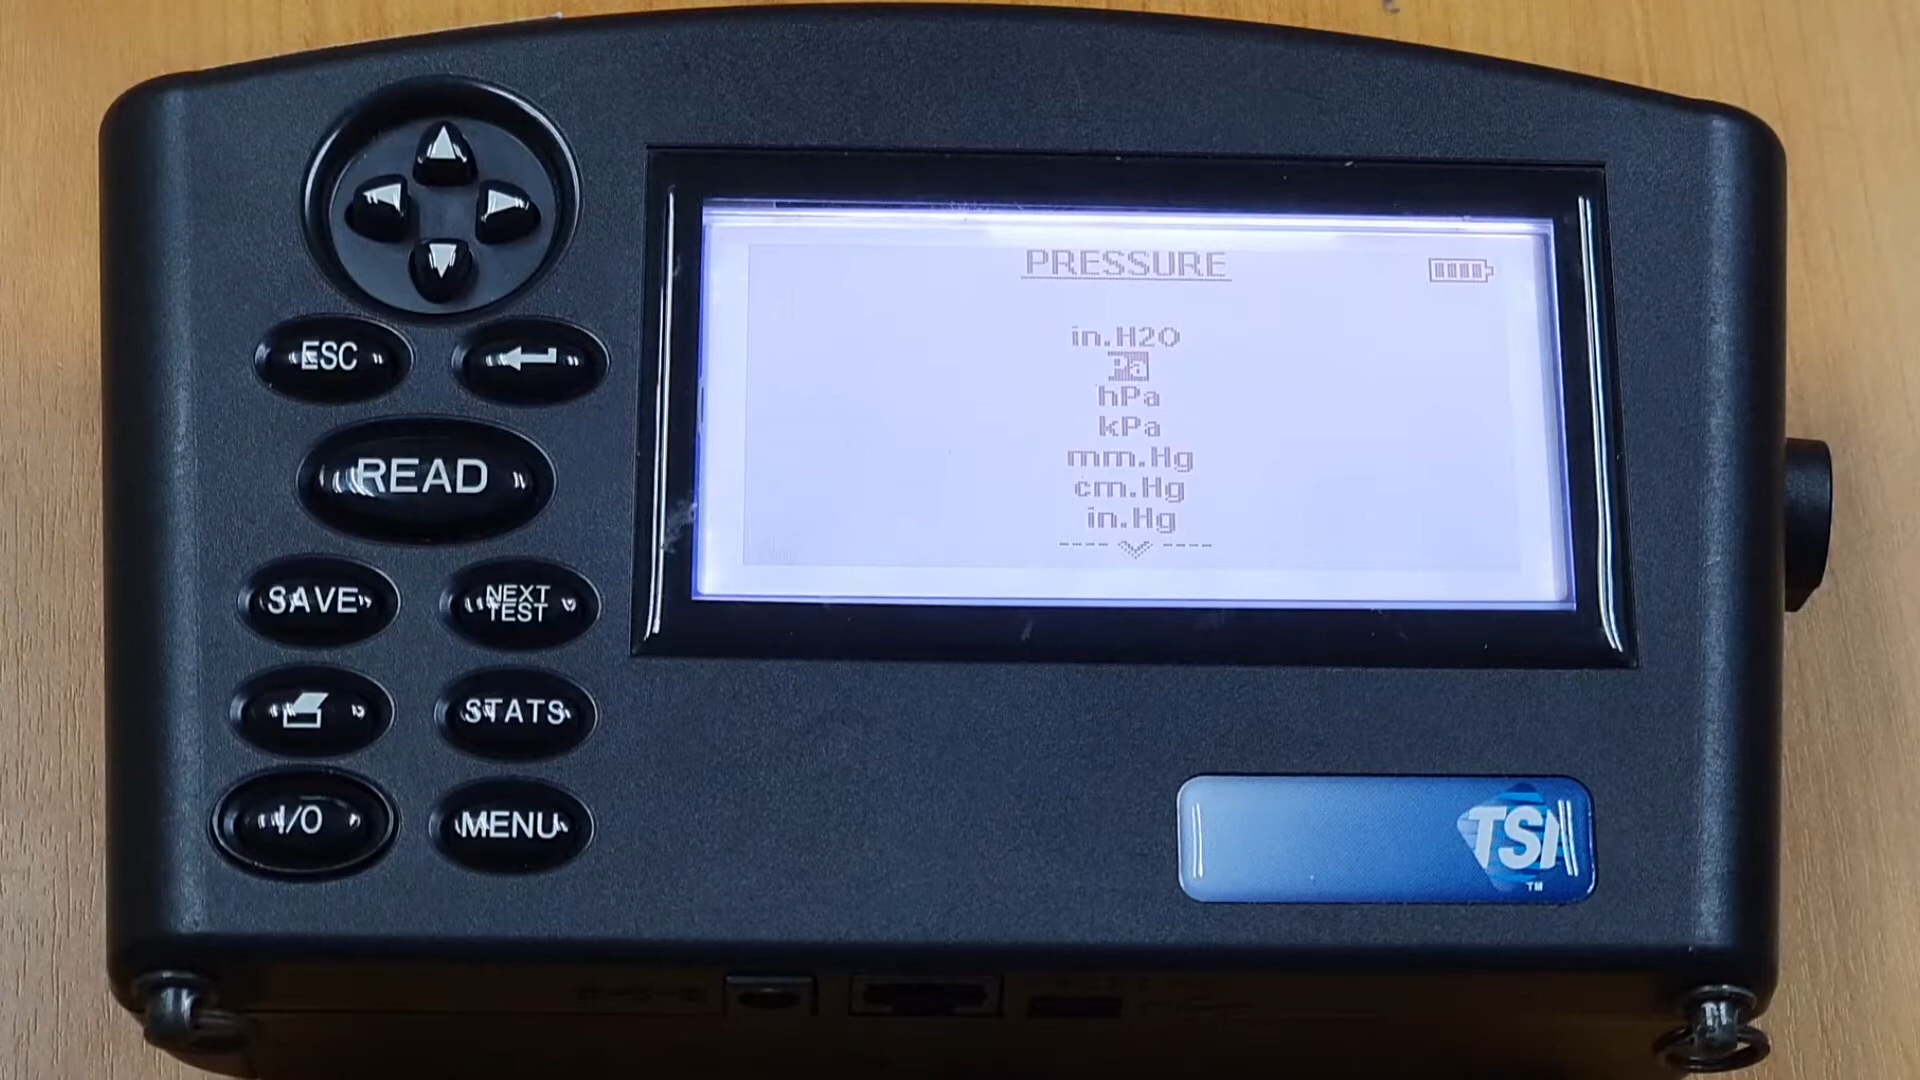 PRESSURE
in.H2O
Pa
hPa
kPa
mm.Hg
cm.Hg
in.Hg
ESC
READ
SAVE
NEXT
TEST
STATS
I/O
MENU
TSI
TM